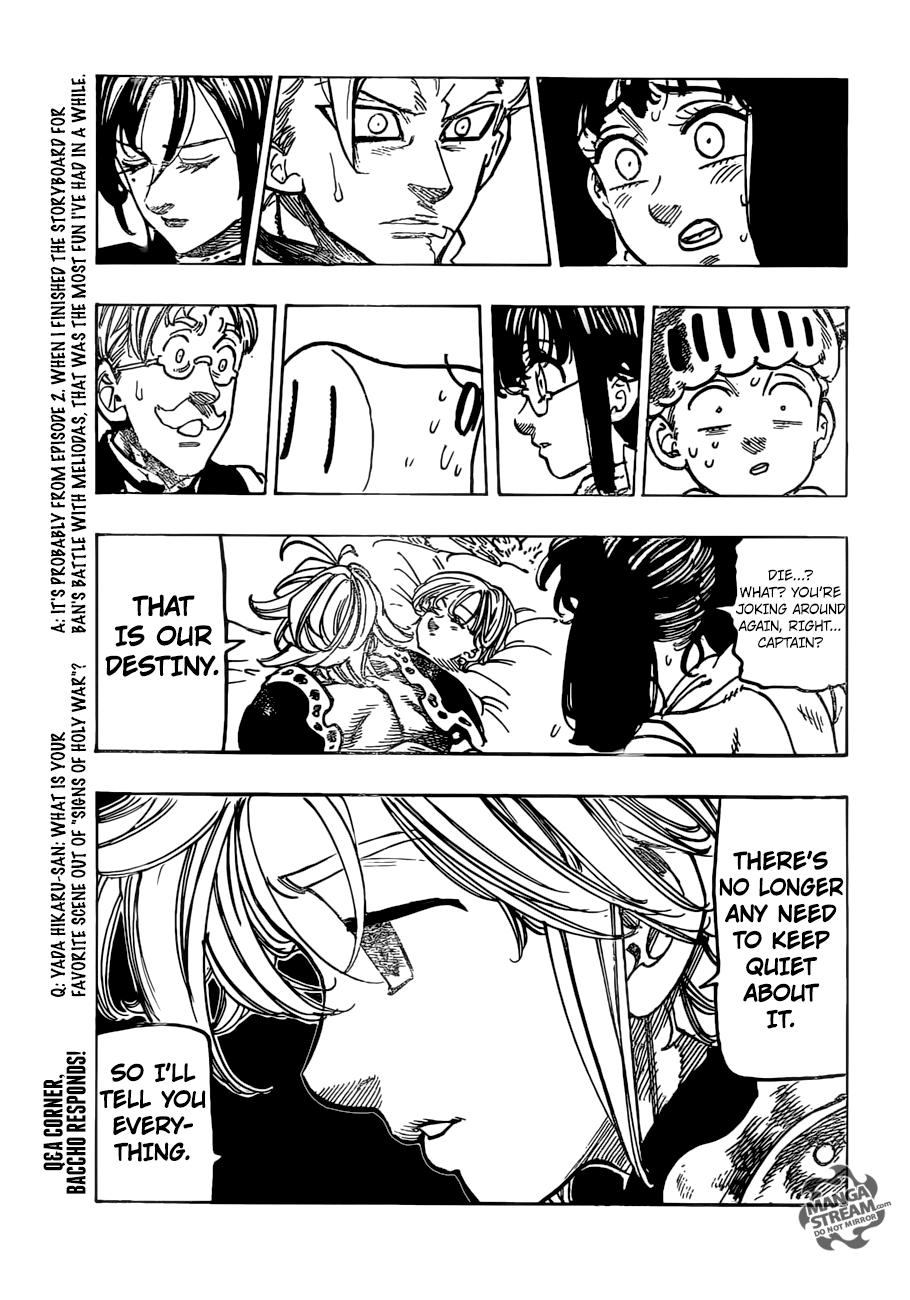 DIE...?
WHAT? YOU'RE
JOKING AROUND
AGAIN, RIGHT...
CAPTAIN?
THAT
IS OUR
DESTINY.
THERE'S
NO LONGER
ANY NEED
TO KEEP
QUIET
ABOUT
IT.
SO I'LL
TELL YOU
EVERY-
THING.
Q&A CORNER,
BACCHO RESPONDS!
Q: YADA HIKARU-SAN: WHAT IS YOUR
FAVORITE SCENE OUT OF "SIGNS OF HOLY WAR"?
A: IT'S PROBABLY FROM EPISODE 2. WHEN I FINISHED THE STORYBOARD FOR
BAN'S BATTLE WITH MELIODAS, THAT WAS THE MOST FUN I'VE HAD IN A WHILE.
MANGA
STREAM.com
DO NOT MIRROR